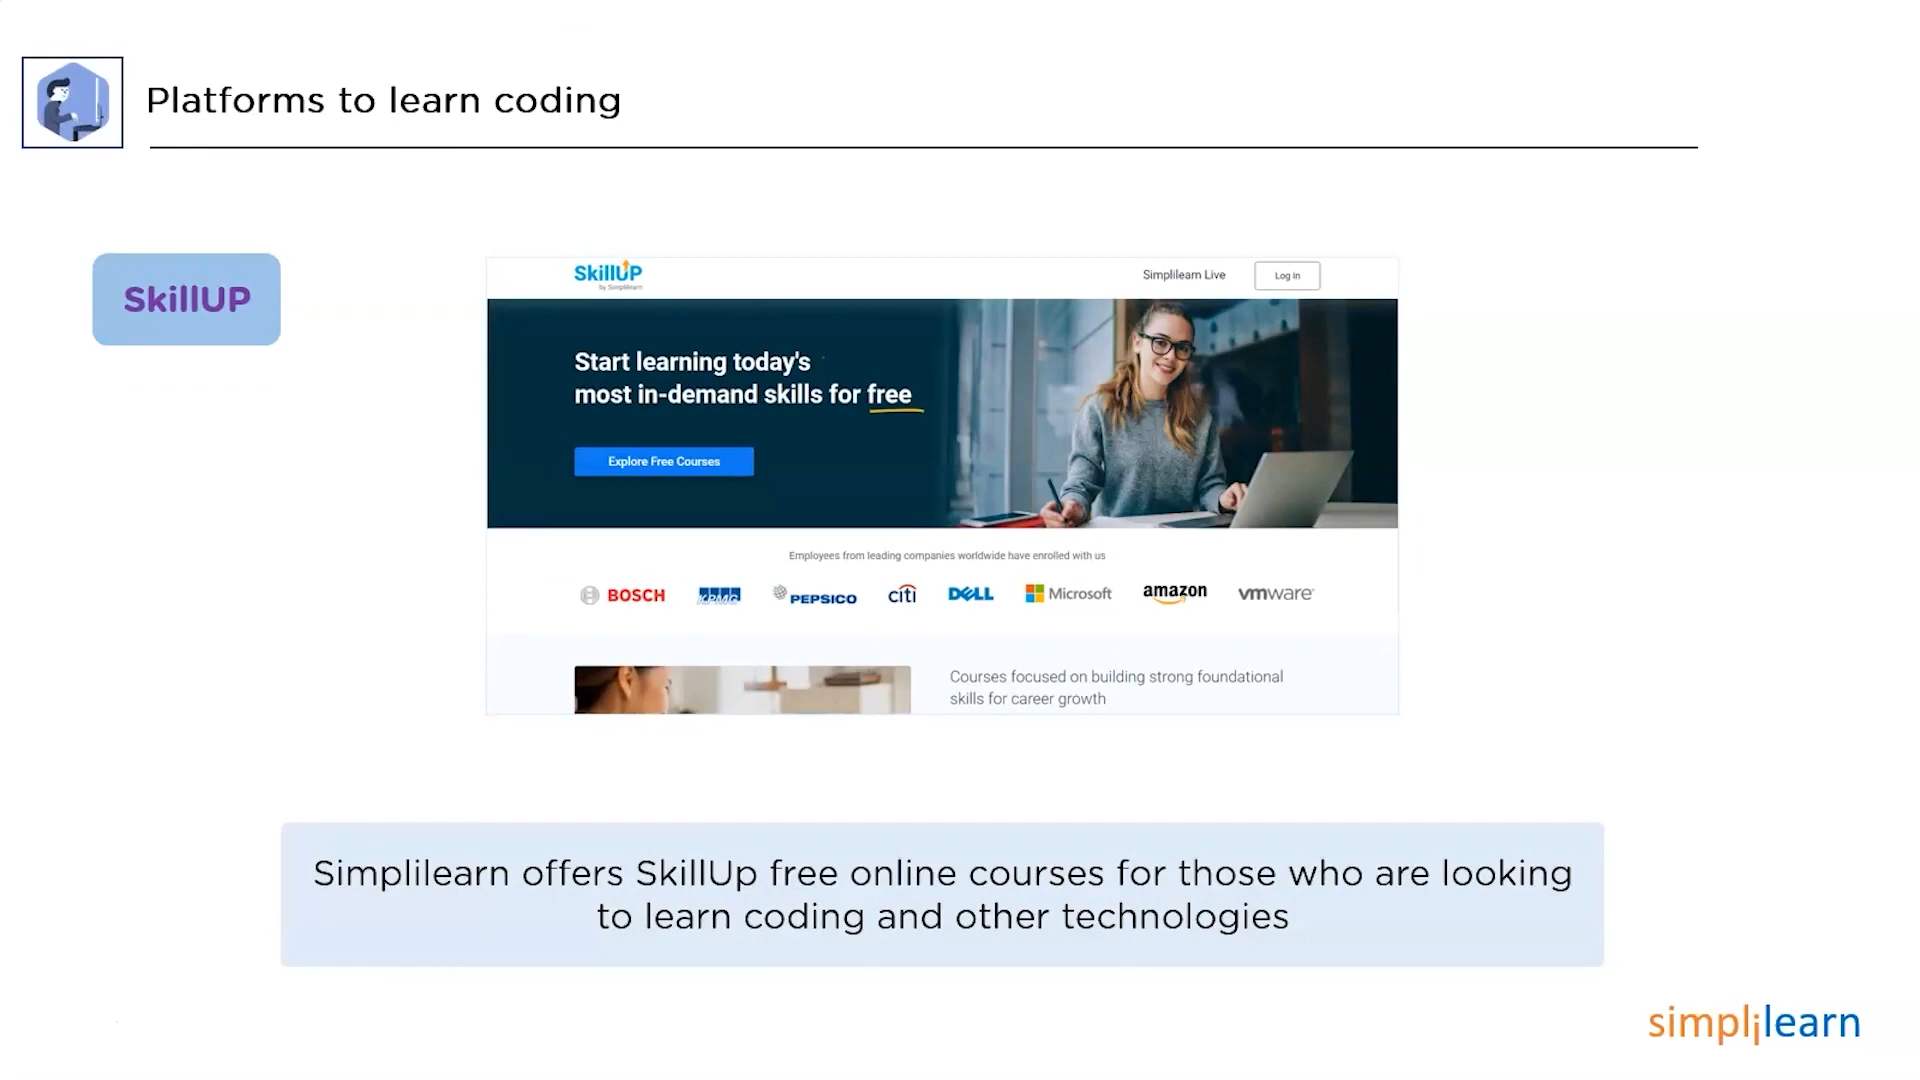 Platforms to learn coding
SkillUP
SkillUP
by Simplilearn
Simplilearn Live
Log in
Start learning today's
most in-demand skills for free
Explore Free Courses
Employees from leading companies worldwide have enrolled with us
BOSCH
KPMG
PEPSICO
citi
DELL
Microsoft
amazon
vmware
Courses focused on building strong foundational
skills for career growth
Simplilearn offers SkillUp free online courses for those who are looking
to learn coding and other technologies
simplilearn